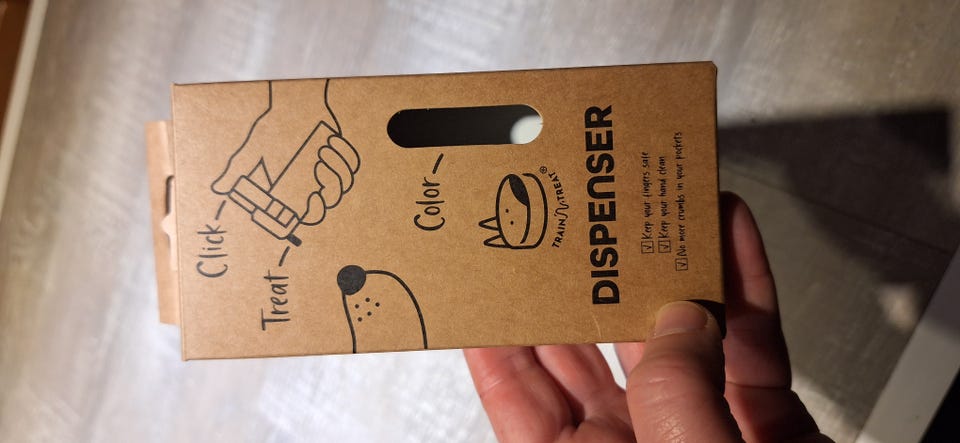 Click
Treat
Color
TRAIN N TREAT®
DISPENSER
Keep your fingers safe
Keep your hand clean
No more crumbs in your pockets